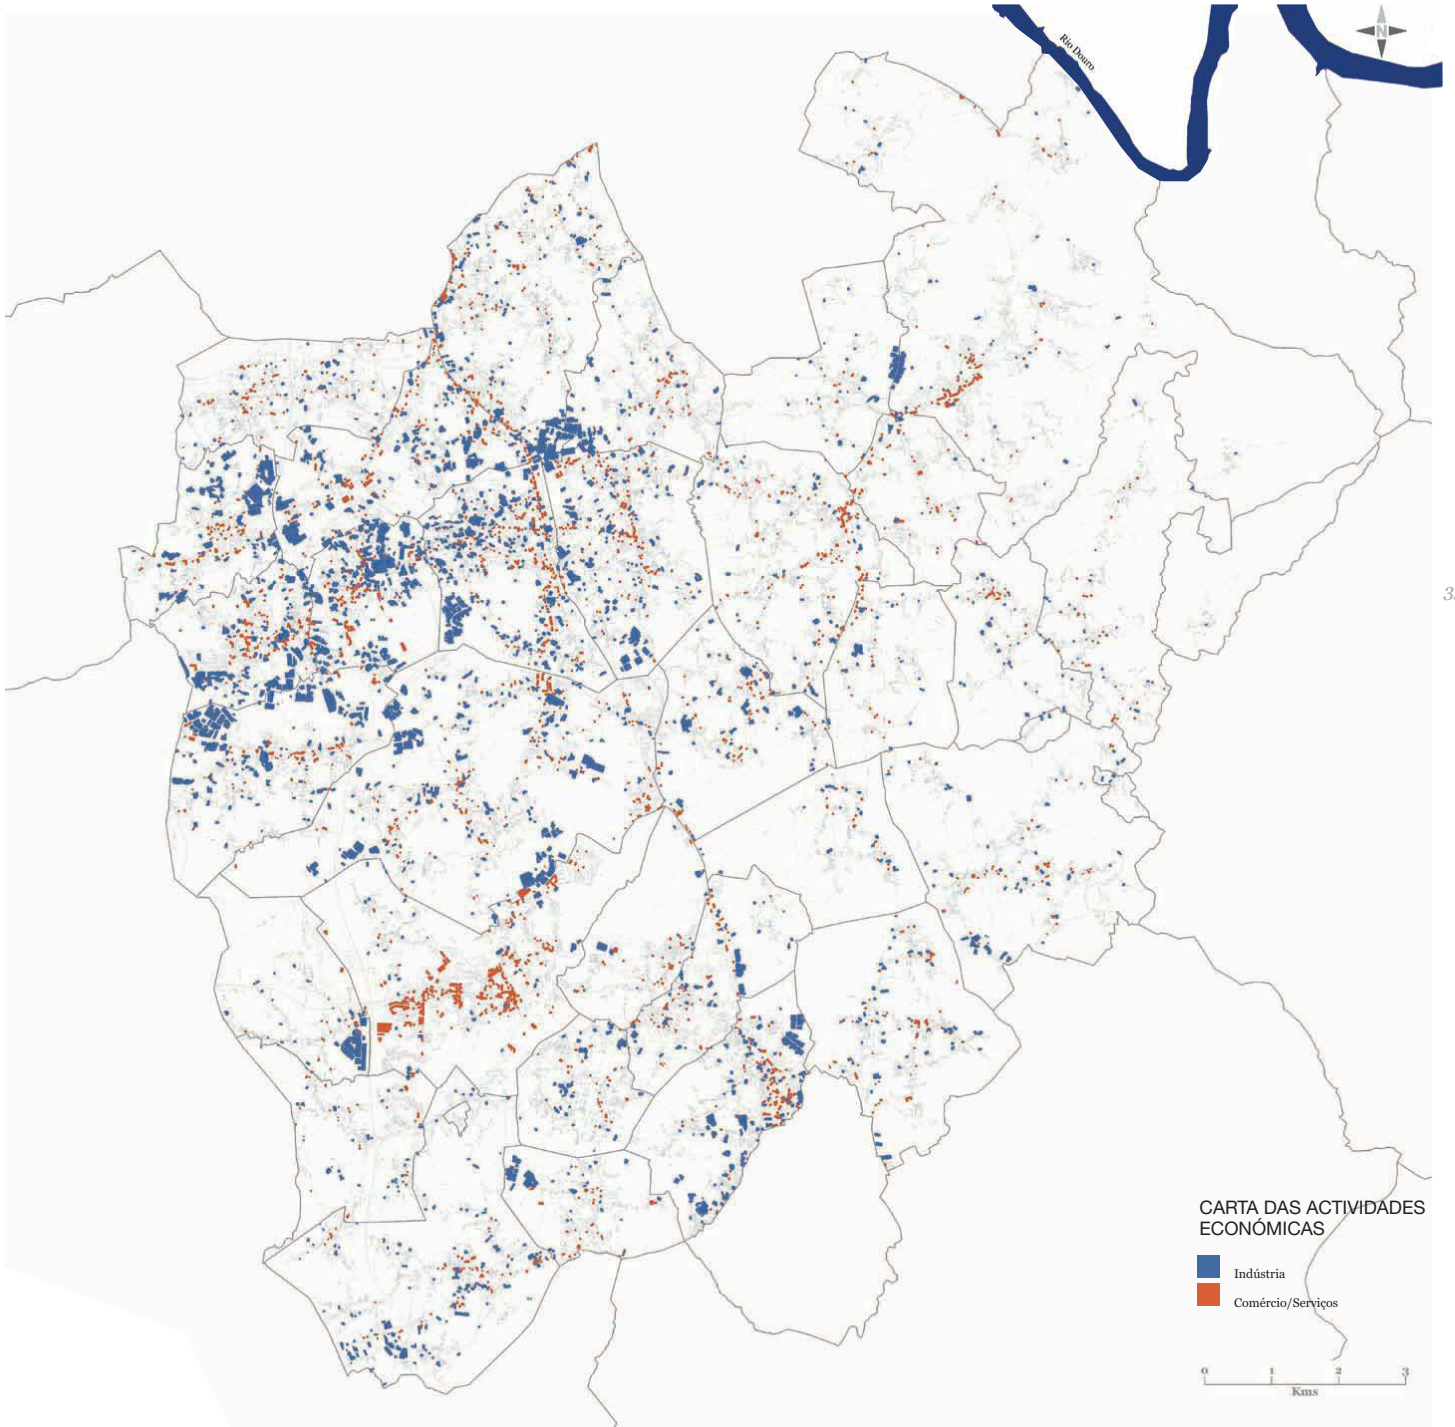 N
Rio Douro
CARTA DAS ACTIVIDADES
ECONÓMICAS
Indústria
Comércio/Serviços
0 1 2 3
Kms